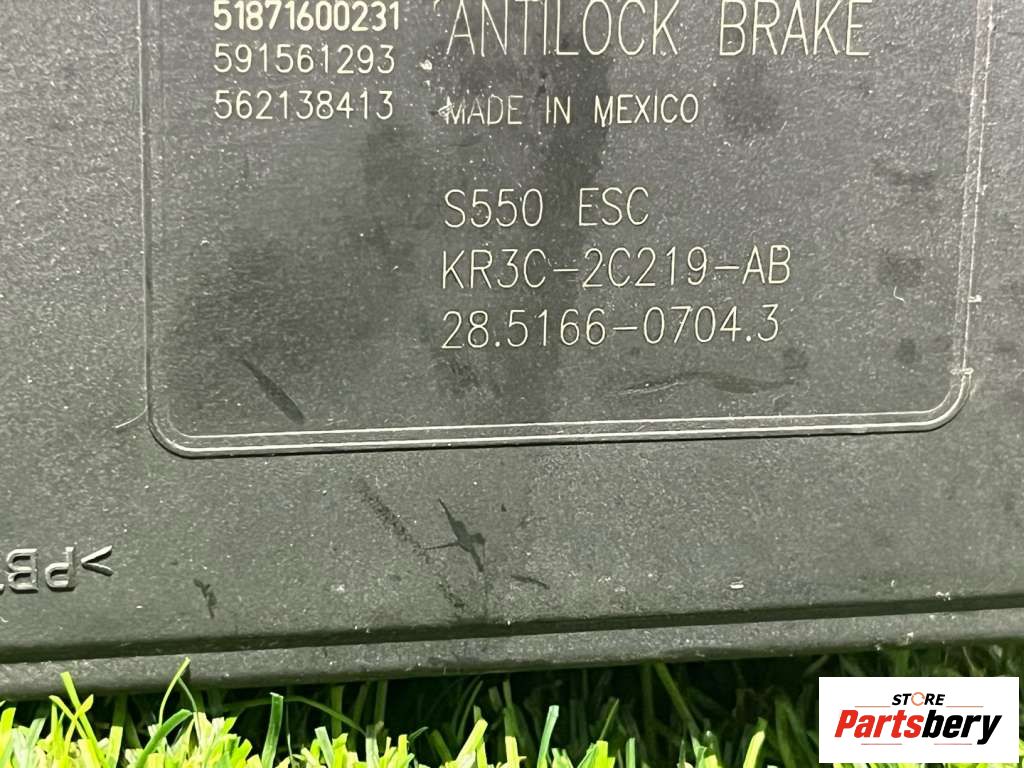 51871600231
591561293
562138413
ANTILOCK BRAKE
MADE IN MEXICO
S550 ESC
KR3C-2C219-AB
28.5166-0704.3
>PB
STORE
Partsbery